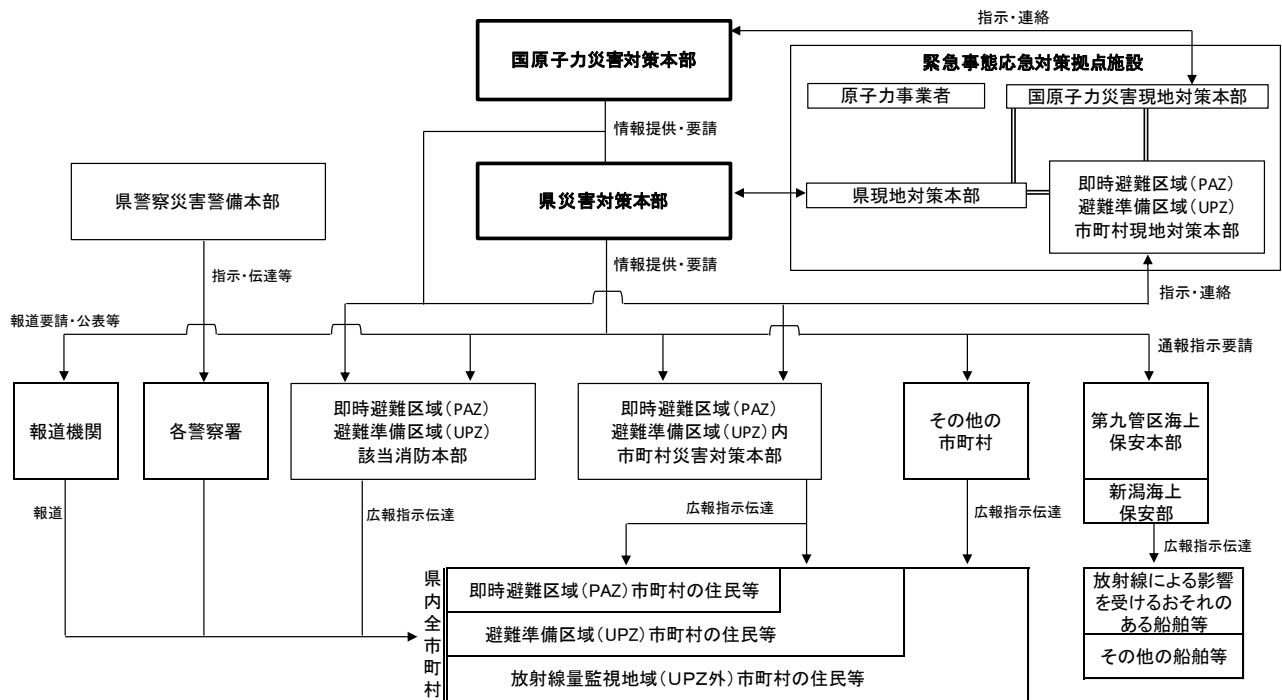 指示・連絡
国原子力災害対策本部
緊急事態応急対策拠点施設
原子力事業者
国原子力災害現地対策本部
情報提供・要請
県警察災害警備本部
県災害対策本部
県現地対策本部
即時避難区域（PAZ）
避難準備区域（UPZ）
市町村現地対策本部
指示・伝達等
情報提供・要請
指示・連絡
報道要請・公表等
通報指示要請
報道機関
各警察署
即時避難区域（PAZ）
避難準備区域（UPZ）
該当消防本部
即時避難区域（PAZ）
避難準備区域（UPZ）内
市町村災害対策本部
その他の
市町村
第九管区海上
保安本部
新潟海上
保安部
報道
広報指示伝達
広報指示伝達
広報指示伝達
広報指示伝達
県内全市町村
即時避難区域（PAZ）市町村の住民等
避難準備区域（UPZ）市町村の住民等
放射線量監視地域（UPZ外）市町村の住民等
放射線による影響
を受けるおそれの
ある船舶等
その他の船舶等